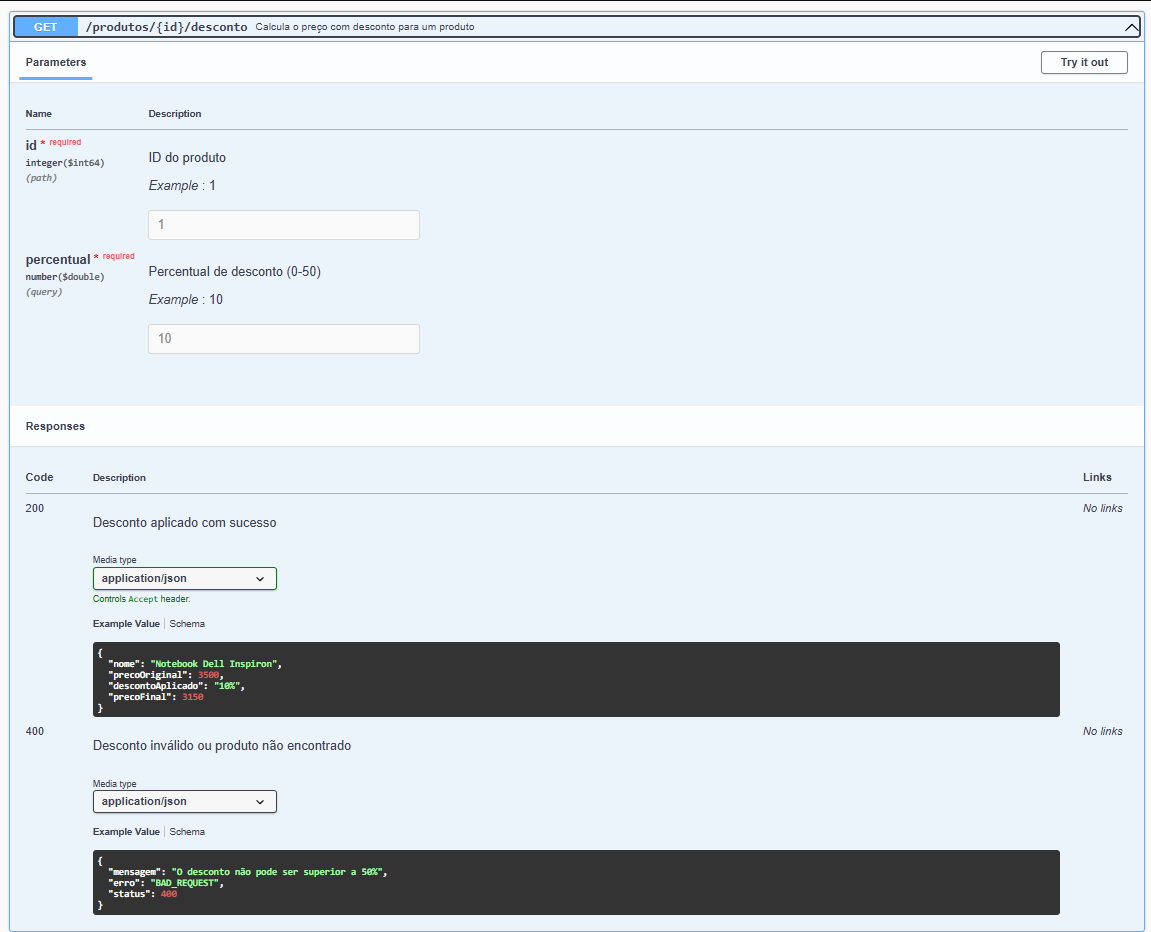 GET /produtos/{id}/desconto Calcula o preço com desconto para um produto
Parameters
Try it out
Name Description
id * required
integer($int64)
(path)
ID do produto
Example : 1
1
percentual * required
number($double)
(query)
Percentual de desconto (0-50)
Example : 10
10
Responses
Code Description Links
200
Desconto aplicado com sucesso
No links
Media type
application/json
Controls Accept header.
Example Value Schema
{
"nome": "Notebook Dell Inspiron",
"precoOriginal": 3500,
"descontoAplicado": "10%",
"precoFinal": 3150
}
400
Desconto inválido ou produto não encontrado
No links
Media type
application/json
Example Value Schema
{
"mensagem": "O desconto não pode ser superior a 50%",
"erro": "BAD_REQUEST",
"status": 400
}